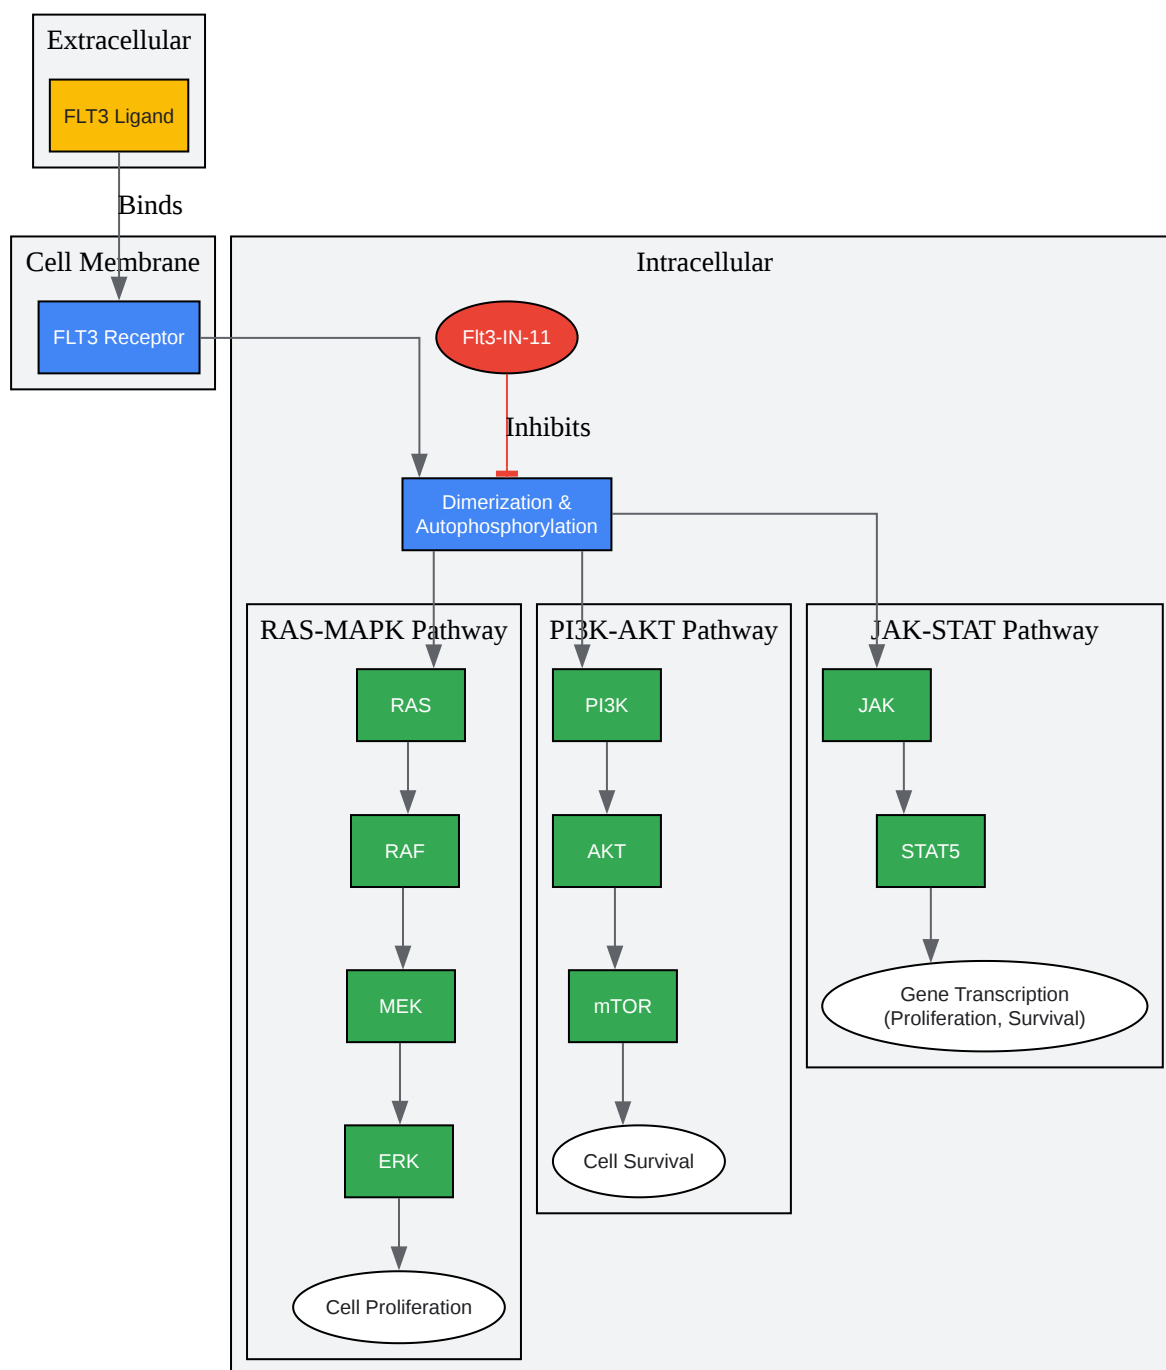 Extracellular
FLT3 Ligand
Binds
Cell Membrane
FLT3 Receptor
Intracellular
Flt3-IN-11
Inhibits
Dimerization &
Autophosphorylation
RAS-MAPK Pathway
RAS
RAF
MEK
ERK
Cell Proliferation
PI3K-AKT Pathway
PI3K
AKT
mTOR
Cell Survival
JAK-STAT Pathway
JAK
STAT5
Gene Transcription
(Proliferation, Survival)